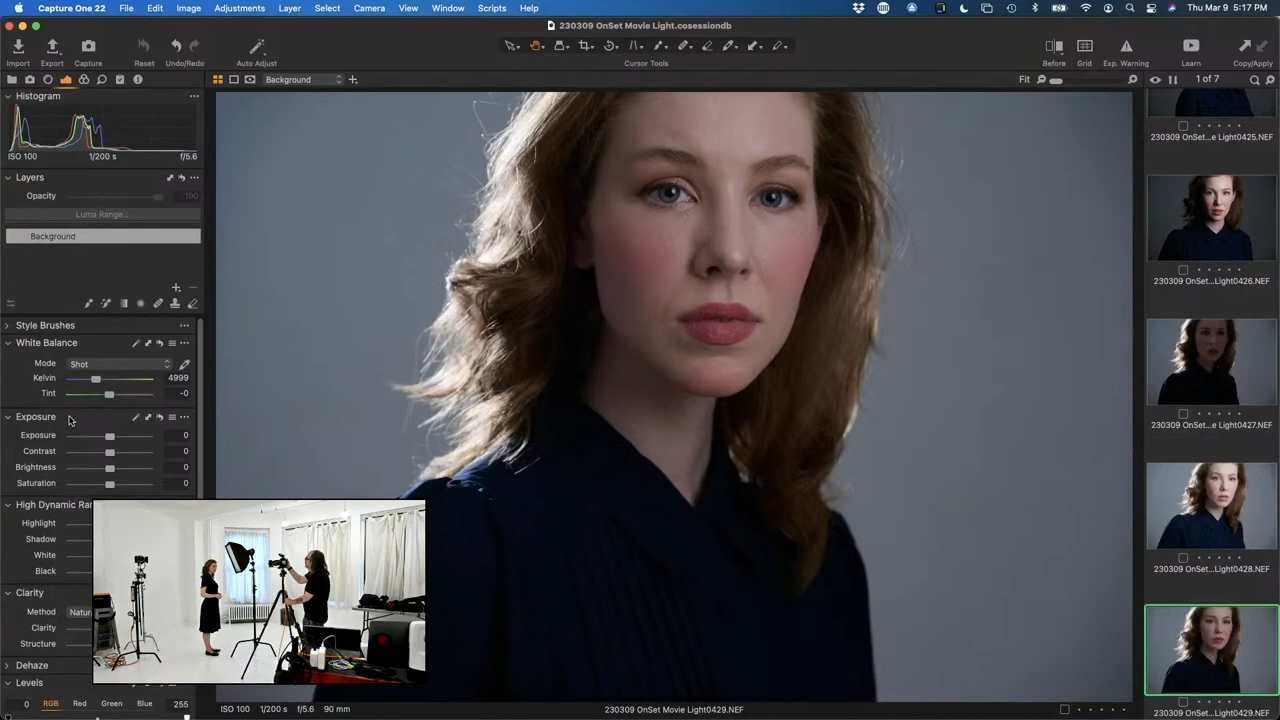 Capture One 22 File Edit Image Adjustments Layer Select Camera View Window Scripts Help Thu Mar 9 5:17 PM
230309 OnSet Movie Light.cosessiondb
Import Export Capture Reset Undo/Redo Auto Adjust Cursor Tools Before Grid Exp. Warning Learn Copy/Apply
Background Fit 1 of 7
Histogram
ISO 100 1/200 s f/5.6
Layers
Opacity 100
Luma Range...
Background
Style Brushes
White Balance
Mode Shot
Kelvin 4999
Tint -0
Exposure
Exposure 0
Contrast 0
Brightness 0
Saturation 0
High Dynamic Ran
Highlight
Shadow
White
Black
Clarity
Method Natur
Clarity
Structure
Dehaze
Levels
0 RGB Red Green Blue 255
ISO 100 1/200 s f/5.6 90 mm 230309 OnSet Movie Light0429.NEF
230309 OnSet...e Light0425.NEF
230309 OnSet...Light0426.NEF
230309 OnSet...Light0427.NEF
230309 OnSet...Light0428.NEF
230309 OnSet...Light0429.NEF